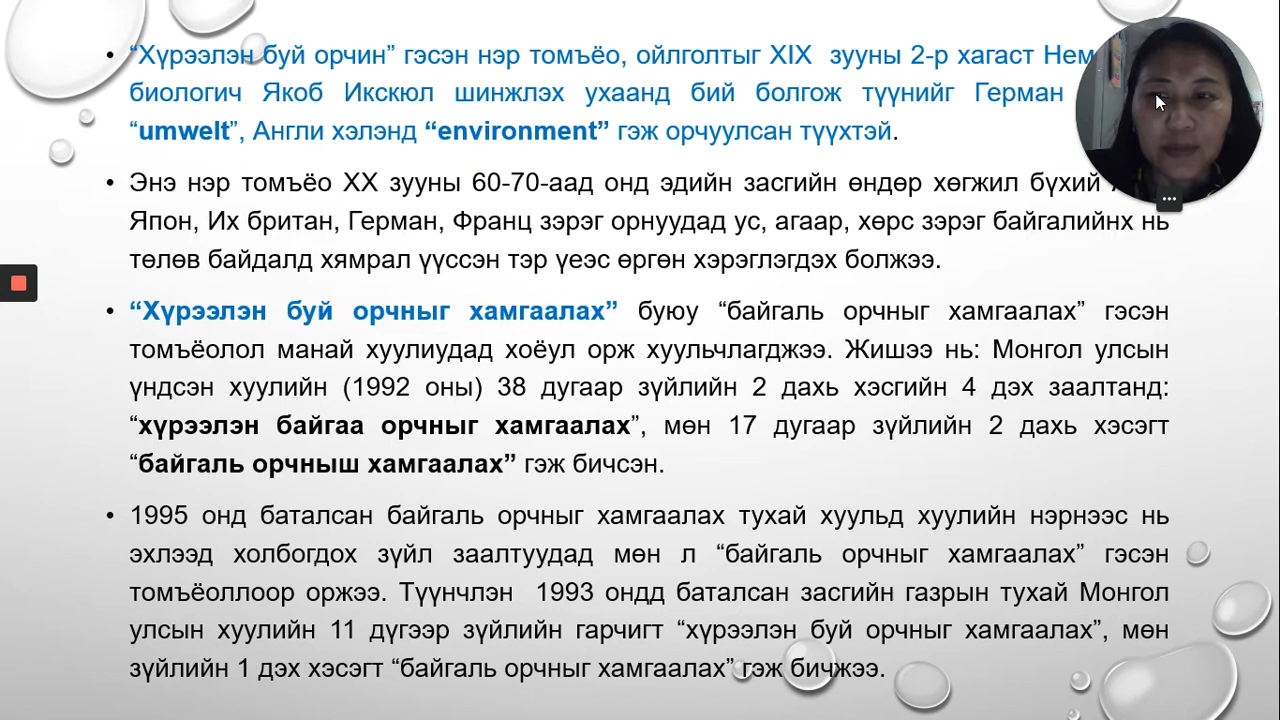 “Хүрээлэн буй орчин” гэсэн нэр томъёо, ойлголтыг XIX зууны 2-р хагаст
биологич Якоб Икскюл шинжлэх ухаанд бий болгож түүнийг Герман
“umwelt”, Англи хэлэнд “environment” гэж орчуулсан түүхтэй.
Энэ нэр томъёо XX зууны 60-70-аад онд эдийн засгийн өндөр хөгжил бүхий
Япон, Их британ, Герман, Франц зэрэг орнуудад ус, агаар, хөрс зэрэг байгалийнх нь
төлөв байдалд хямрал үүссэн тэр үеэс өргөн хэрэглэгдэх болжээ.
“Хүрээлэн буй орчныг хамгаалах” буюу “байгаль орчныг хамгаалах” гэсэн
томъёолол манай хуулиудад хоёул орж хуульчлагджээ. Жишээ нь: Монгол улсын
үндсэн хуулийн (1992 оны) 38 дугаар зүйлийн 2 дахь хэсгийн 4 дэх заалтанд:
“хүрээлэн байгаа орчныг хамгаалах”, мөн 17 дугаар зүйлийн 2 дахь хэсэгт
“байгаль орчныш хамгаалах” гэж бичсэн.
1995 онд баталсан байгаль орчныг хамгаалах тухай хуульд хуулийн нэрнээс нь
эхлээд холбогдох зүйл заалтуудад мөн л “байгаль орчныг хамгаалах” гэсэн
томъёоллоор оржээ. Түүнчлэн 1993 ондд баталсан засгийн газрын тухай Монгол
улсын хуулийн 11 дүгээр зүйлийн гарчигт “хүрээлэн буй орчныг хамгаалах”, мөн
зүйлийн 1 дэх хэсэгт “байгаль орчныг хамгаалах” гэж бичжээ.